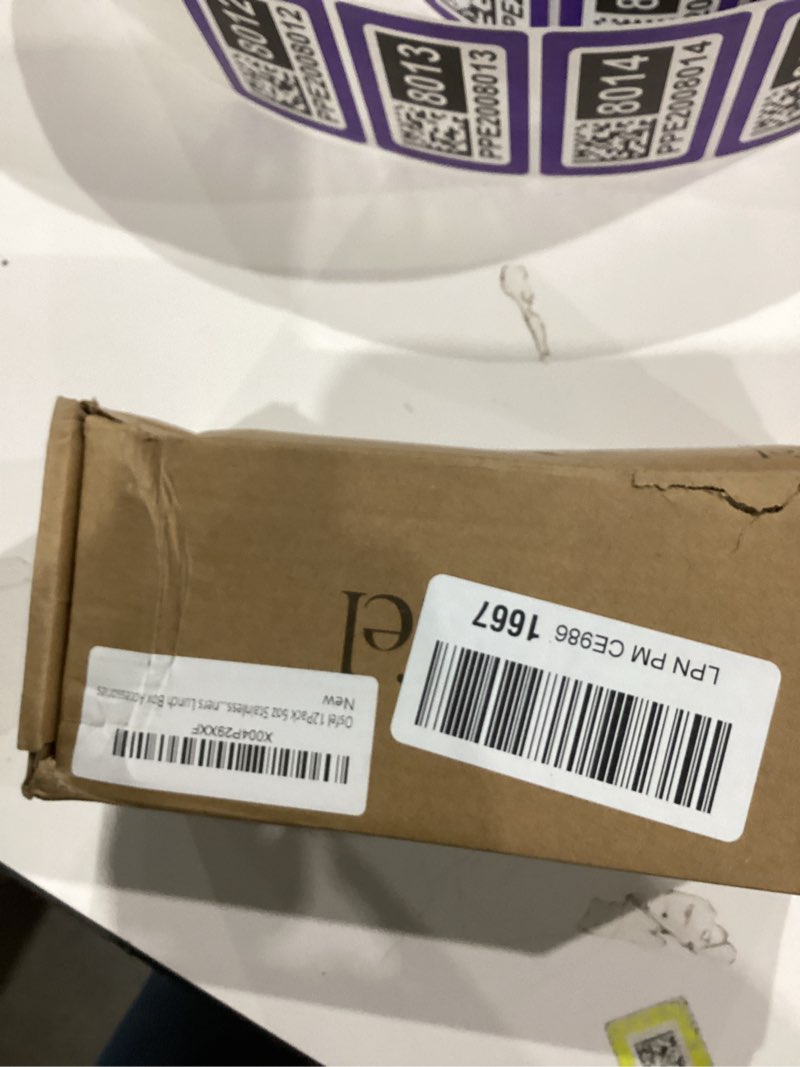 8012
PPE2008012
8013
PPE2008013
8014
PPE2008014
LPN PM CE986 1667
el
X004P29XXF
Disfel 12Pack 5oz Stainless...ners Lunch Box Accessories
New